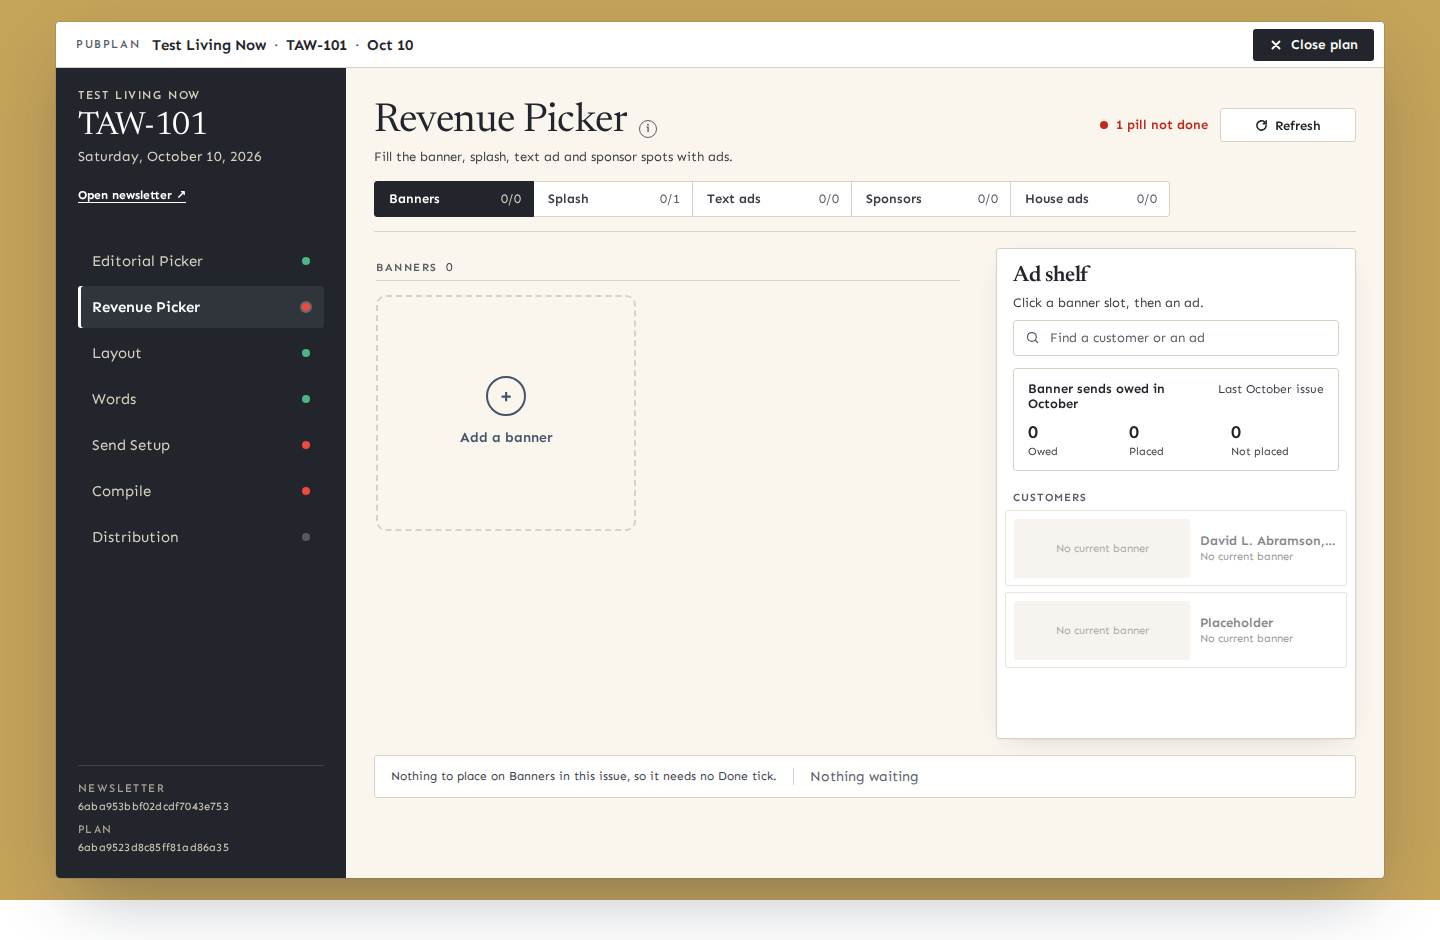 PUBPLAN Test Living Now · TAW-101 · Oct 10
Close plan
TEST LIVING NOW
TAW-101
Saturday, October 10, 2026
Open newsletter ↗
Editorial Picker
Revenue Picker
Layout
Words
Send Setup
Compile
Distribution
NEWSLETTER
6aba953bbf02dcdf7043e753
PLAN
6aba9523d8c85ff81ad86a35
Revenue Picker
1 pill not done
Refresh
Fill the banner, splash, text ad and sponsor spots with ads.
Banners 0/0
Splash 0/1
Text ads 0/0
Sponsors 0/0
House ads 0/0
BANNERS 0
Add a banner
Ad shelf
Click a banner slot, then an ad.
Find a customer or an ad
Banner sends owed in October
Last October issue
0 Owed
0 Placed
0 Not placed
CUSTOMERS
No current banner
David L. Abramson,...
No current banner
No current banner
Placeholder
No current banner
Nothing to place on Banners in this issue, so it needs no Done tick.
Nothing waiting